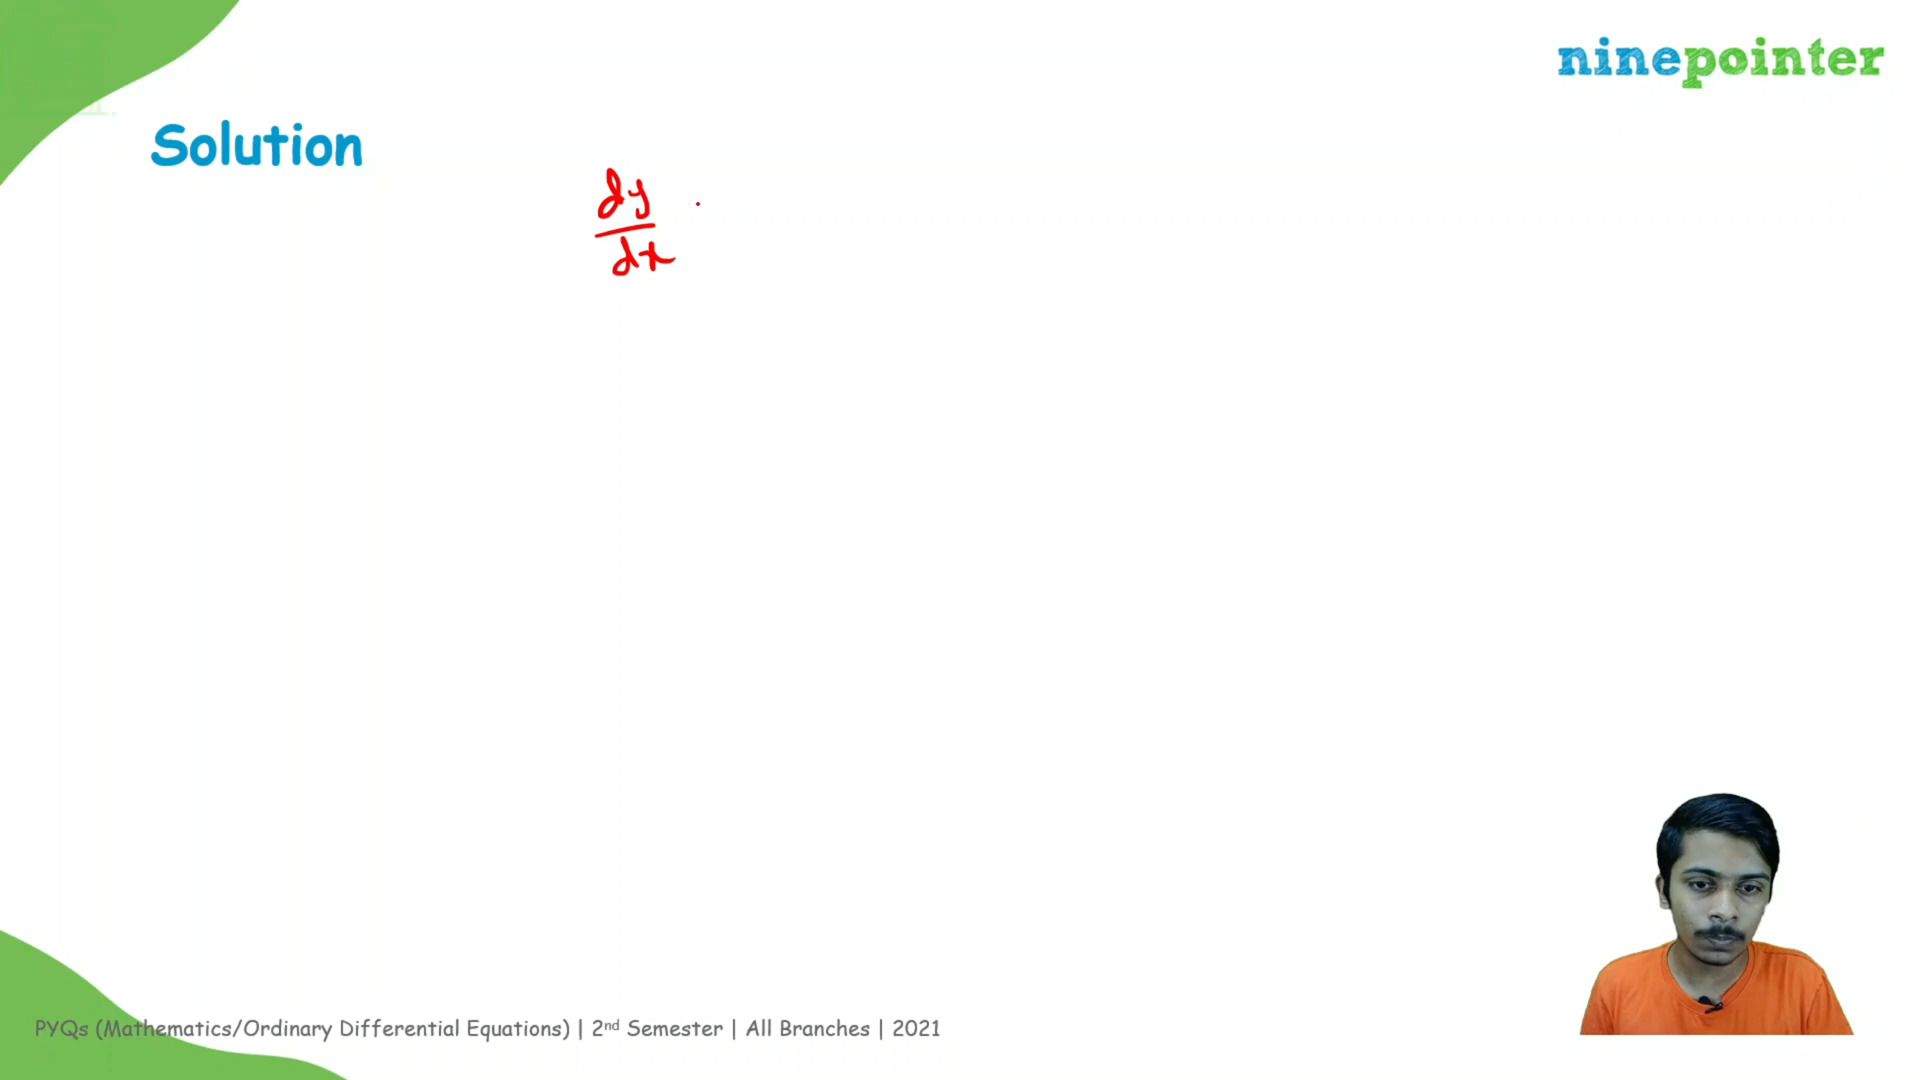 ninepointer
Solution
dy
dx
PYQs (Mathematics/Ordinary Differential Equations) | 2nd Semester | All Branches | 2021